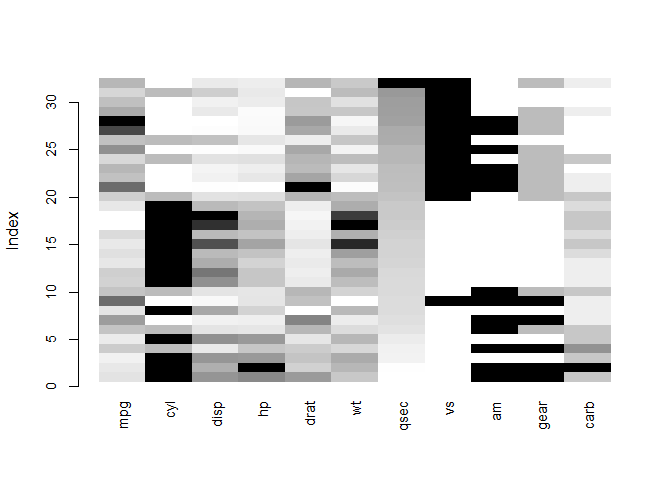 Index
30
25
20
15
10
5
0
mpg
cyl
disp
hp
drat
wt
qsec
vs
am
gear
carb